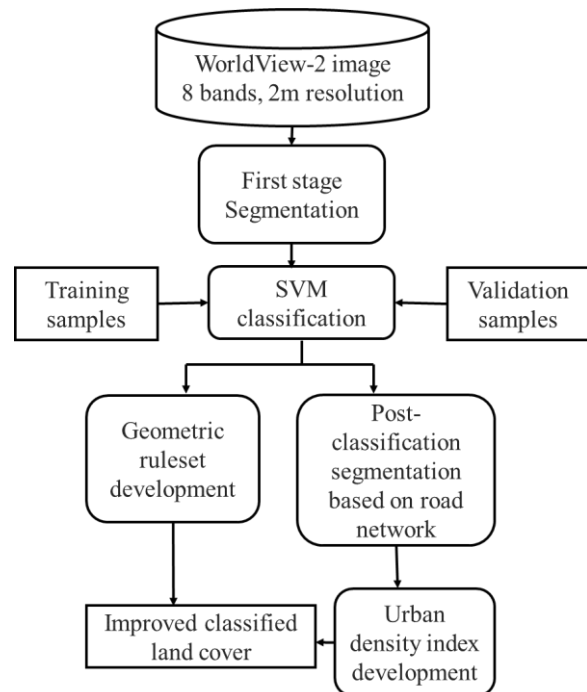 WorldView-2 image
8 bands, 2m resolution
First stage
Segmentation
Training
samples
SVM
classification
Validation
samples
Geometric
ruleset
development
Post-
classification
segmentation
based on road
network
Improved classified
land cover
Urban
density index
development